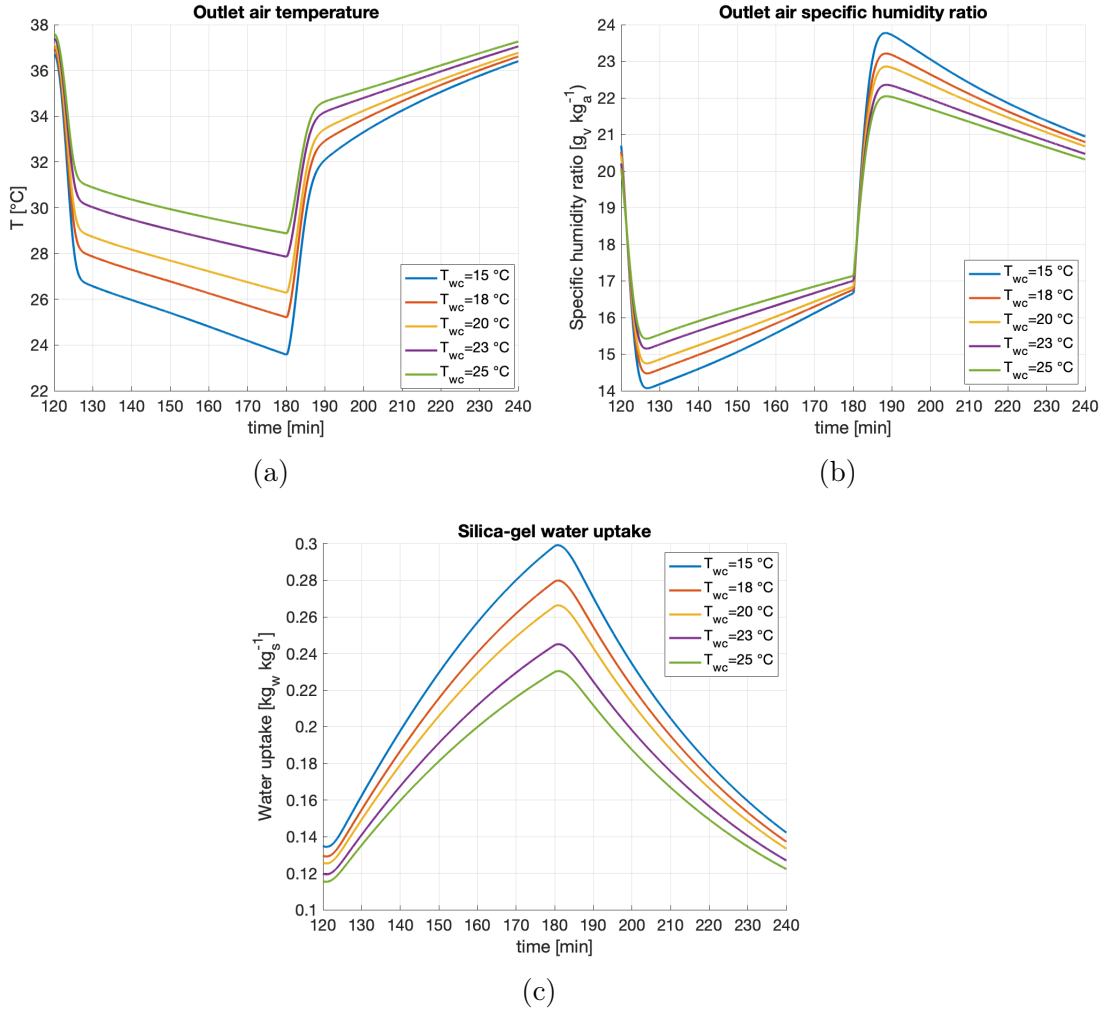 Outlet air temperature
T [°C]
38
36
34
32
30
28
26
24
22
120 130 140 150 160 170 180 190 200 210 220 230 240
time [min]
T_wc=15 °C
T_wc=18 °C
T_wc=20 °C
T_wc=23 °C
T_wc=25 °C
(a)
Outlet air specific humidity ratio
Specific humidity ratio [g_v kg_a^-1]
24
23
22
21
20
19
18
17
16
15
14
120 130 140 150 160 170 180 190 200 210 220 230 240
time [min]
T_wc=15 °C
T_wc=18 °C
T_wc=20 °C
T_wc=23 °C
T_wc=25 °C
(b)
Silica-gel water uptake
Water uptake [kg_w kg_s^-1]
0.3
0.28
0.26
0.24
0.22
0.2
0.18
0.16
0.14
0.12
0.1
120 130 140 150 160 170 180 190 200 210 220 230 240
time [min]
T_wc=15 °C
T_wc=18 °C
T_wc=20 °C
T_wc=23 °C
T_wc=25 °C
(c)